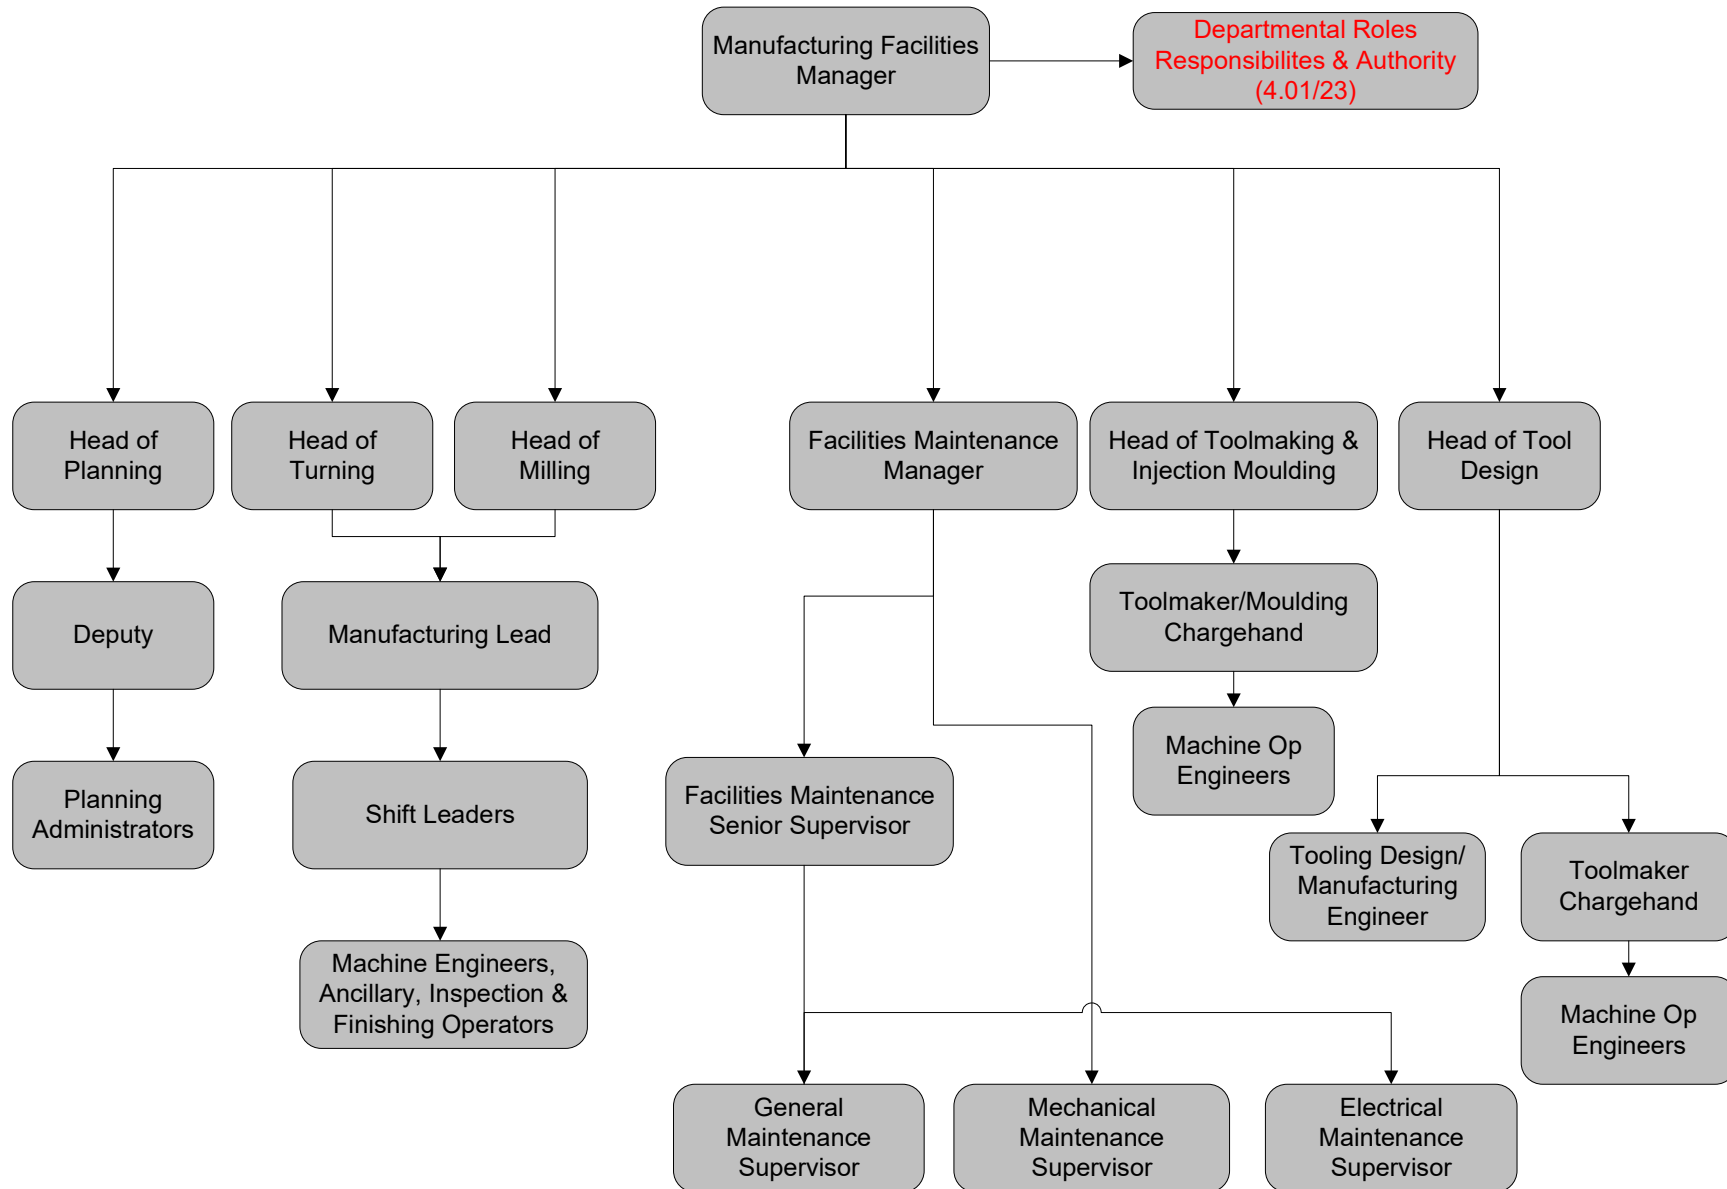 Manufacturing Facilities
Manager
Departmental Roles
Responsibilites & Authority
(4.01/23)
Head of
Planning
Head of
Turning
Head of
Milling
Facilities Maintenance
Manager
Head of Toolmaking &
Injection Moulding
Head of Tool
Design
Deputy
Manufacturing Lead
Toolmaker/Moulding
Chargehand
Machine Op
Engineers
Planning
Administrators
Shift Leaders
Facilities Maintenance
Senior Supervisor
Tooling Design/
Manufacturing
Engineer
Toolmaker
Chargehand
Machine Engineers,
Ancillary, Inspection &
Finishing Operators
Machine Op
Engineers
General
Maintenance
Supervisor
Mechanical
Maintenance
Supervisor
Electrical
Maintenance
Supervisor